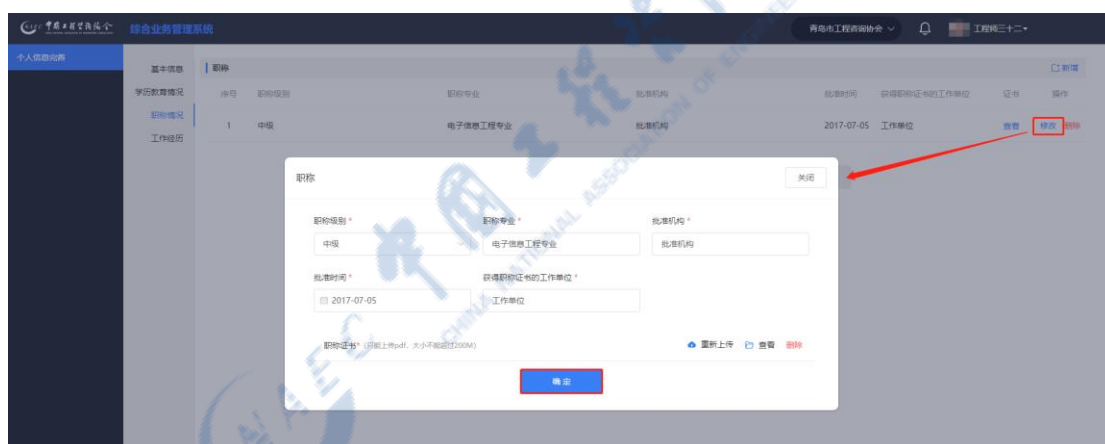 综合业务管理系统 青岛市工程咨询协会 工程师三十二
个人信息完善
基本信息
学历教育情况
职称情况
工作经历
职称 新增
序号 职称级别 职称专业 批准机构 批准时间 获得职称证书的工作单位 证书 操作
1 中级 电子信息工程专业 批准机构 2017-07-05 工作单位 查看 修改 删除
职称 关闭
职称级别* 职称专业* 批准机构*
中级 电子信息工程专业 批准机构
批准时间* 获得职称证书的工作单位*
2017-07-05 工作单位
职称证书*(只能上传pdf,大小不能超过200M) 重新上传 查看 删除
确定
CNAEC
CHINA NATIONAL ASSOCIATION OF ENGINEERING